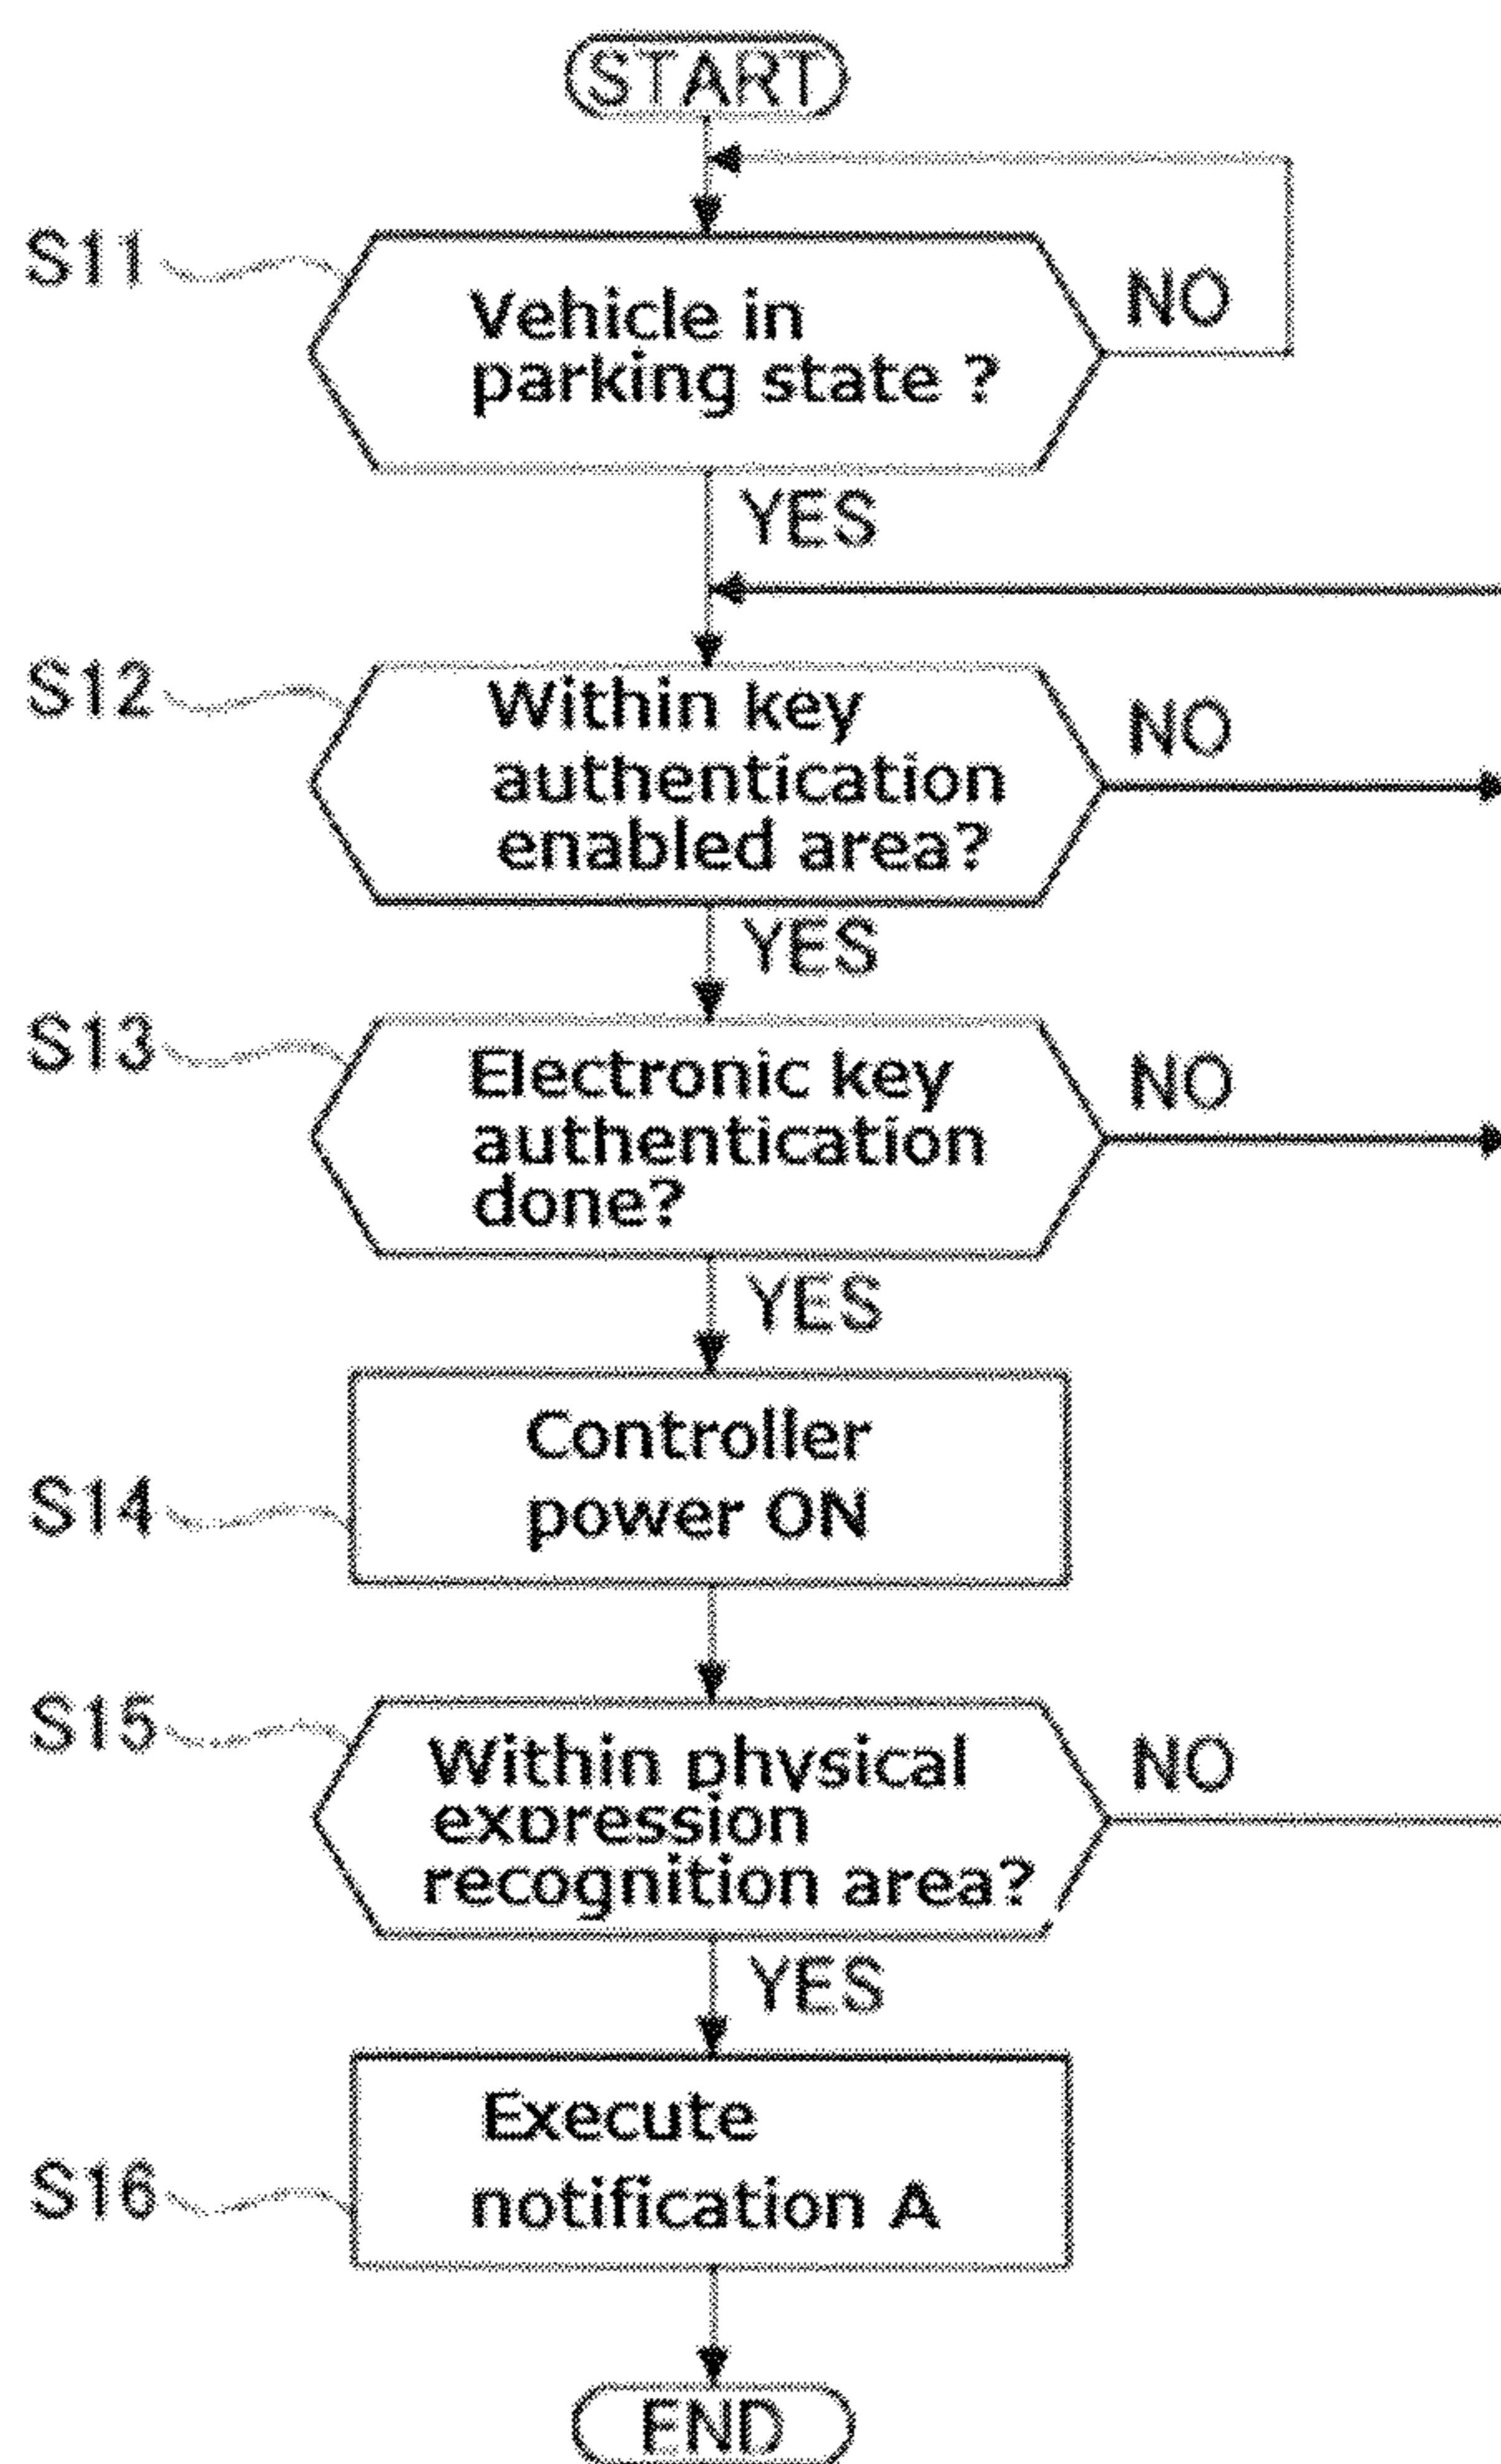 START
S11
Vehicle in
parking state ?
NO
YES
S12
Within key
authentication
enabled area?
NO
YES
S13
Electronic key
authentication
done?
NO
YES
Controller
power ON
S14
S15
Within physical
expression
recognition area?
NO
YES
Execute
notification A
S16
END